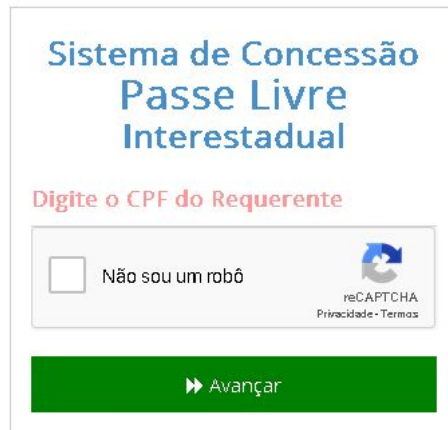 Sistema de Concessão
Passe Livre
Interestadual
Digite o CPF do Requerente
Não sou um robô
reCAPTCHA
Privacidade - Termos
Avançar